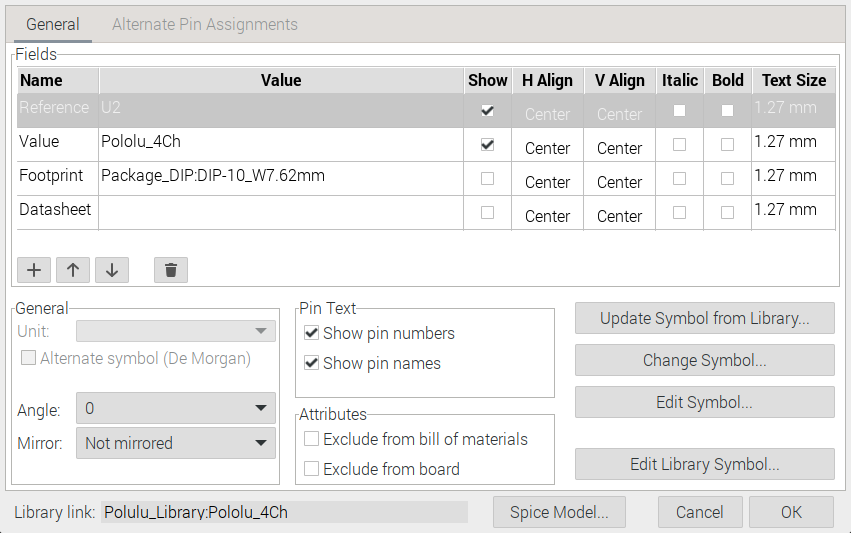 General Alternate Pin Assignments
Fields
Name Value Show H Align V Align Italic Bold Text Size
Reference U2 Center Center 1.27 mm
Value Pololu_4Ch Center Center 1.27 mm
Footprint Package_DIP:DIP-10_W7.62mm Center Center 1.27 mm
Datasheet Center Center 1.27 mm
General
Unit:
Alternate symbol (De Morgan)
Angle: 0
Mirror: Not mirrored
Pin Text
Show pin numbers
Show pin names
Attributes
Exclude from bill of materials
Exclude from board
Update Symbol from Library...
Change Symbol...
Edit Symbol...
Edit Library Symbol...
Library link: Polulu_Library:Pololu_4Ch Spice Model... Cancel OK